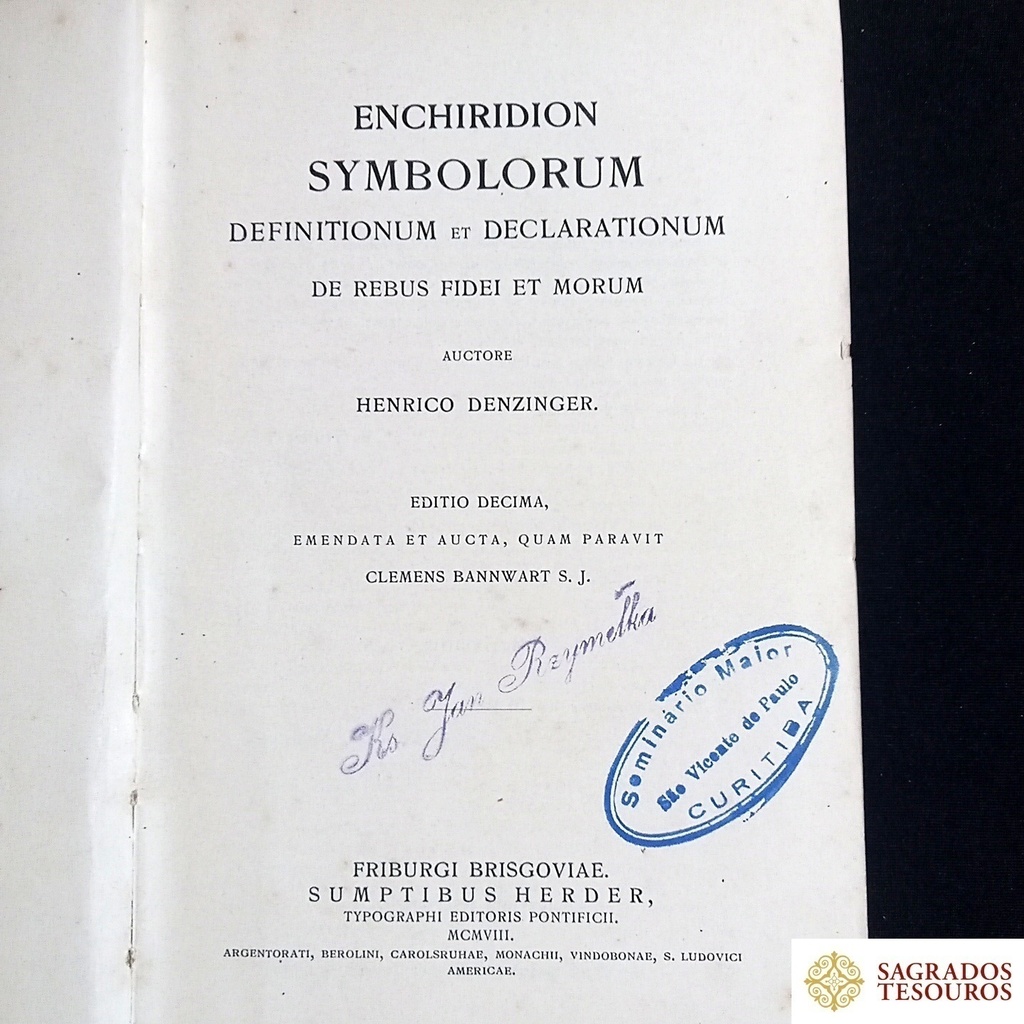 ENCHIRIDION
SYMBOLORUM
DEFINITIONUM ET DECLARATIONUM
DE REBUS FIDEI ET MORUM
AUCTORE
HENRICO DENZINGER.
EDITIO DECIMA,
EMENDATA ET AUCTA, QUAM PARAVIT
CLEMENS BANNWART S. J.
Ks Jan Rzymełka
Seminário Maior
São Vicente de Paulo
CURITIBA
FRIBURGI BRISGOVIAE.
SUMPTIBUS HERDER,
TYPOGRAPHI EDITORIS PONTIFICII.
MCMVIII.
ARGENTORATI, BEROLINI, CAROLSRUHAE, MONACHII, VINDOBONAE, S. LUDOVICI
AMERICAE.
SAGRADOS
TESOUROS